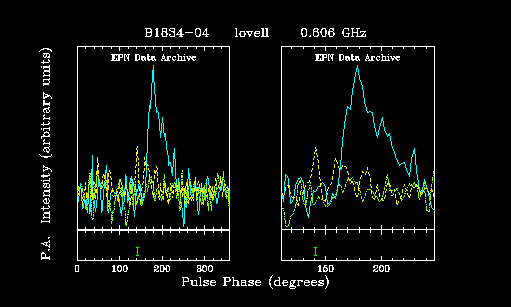 B1834-04 lovell 0.606 GHz
EPN Data Archive EPN Data Archive
P.A. Intensity (arbitrary units)
0 100 200 300 100 200
Pulse Phase (degrees)